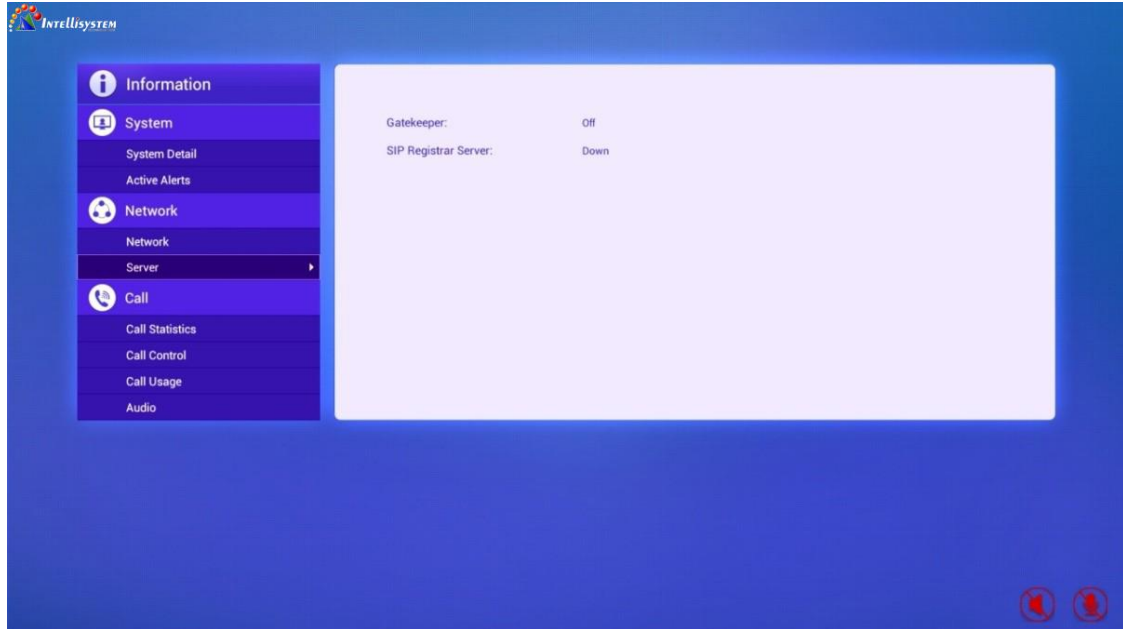 INTELLISYSTEM
Information
System
System Detail
Active Alerts
Network
Network
Server
Call
Call Statistics
Call Control
Call Usage
Audio
Gatekeeper: Off
SIP Registrar Server: Down